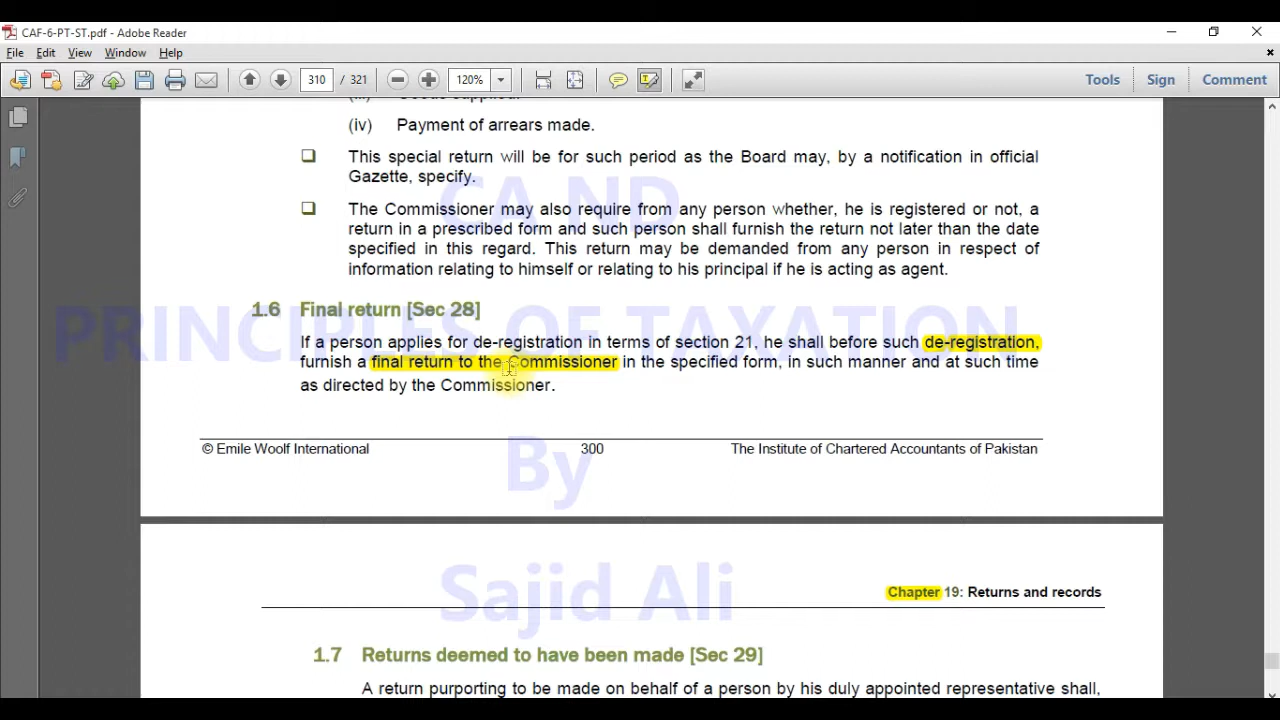 CAF-6-PT-ST.pdf - Adobe Reader
File Edit View Window Help
310 / 321 120% Tools Sign Comment
(iv) Payment of arrears made.
This special return will be for such period as the Board may, by a notification in official
Gazette, specify.
CA ND
The Commissioner may also require from any person whether, he is registered or not, a
return in a prescribed form and such person shall furnish the return not later than the date
specified in this regard. This return may be demanded from any person in respect of
information relating to himself or relating to his principal if he is acting as agent.
1.6 Final return [Sec 28]
PRINCIPLES OF TAXATION
If a person applies for de-registration in terms of section 21, he shall before such de-registration,
furnish a final return to the Commissioner in the specified form, in such manner and at such time
as directed by the Commissioner.
© Emile Woolf International 300 The Institute of Chartered Accountants of Pakistan
By
Sajid Ali
Chapter 19: Returns and records
1.7 Returns deemed to have been made [Sec 29]
A return purporting to be made on behalf of a person by his duly appointed representative shall,